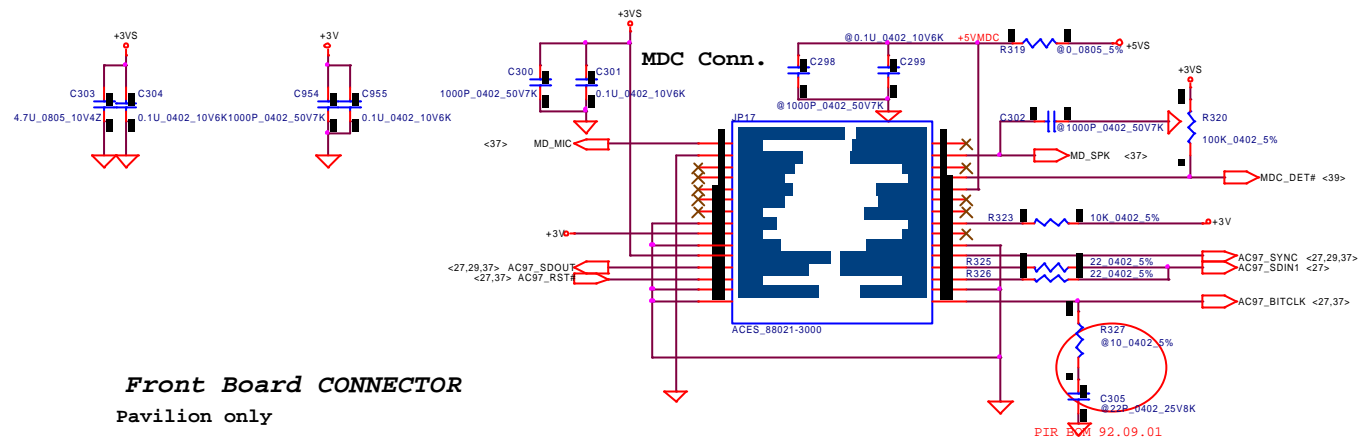 +3VS
C303
C304
4.7U_0805_10V4Z
0.1U_0402_10V6K
+3V
C954
C955
1000P_0402_50V7K
0.1U_0402_10V6K
+3VS
C300
C301
1000P_0402_50V7K
0.1U_0402_10V6K
MDC Conn.
@0.1U_0402_10V6K
+5VMDC
C298
C299
@1000P_0402_50V7K
R319
@0_0805_5%
+5VS
+3VS
C302
@1000P_0402_50V7K
R320
100K_0402_5%
JP17
<37> MD_MIC
MD_SPK <37>
MDC_DET# <39>
R323
10K_0402_5%
+3V
+3V
<27,29,37> AC97_SDOUT
<27,37> AC97_RST#
R325
22_0402_5%
R326
22_0402_5%
AC97_SYNC <27,29,37>
AC97_SDIN1 <27>
AC97_BITCLK <27,37>
ACES_88021-3000
R327
@10_0402_5%
C305
@22P_0402_25V8K
PIR BOM 92.09.01
Front Board CONNECTOR
Pavilion only